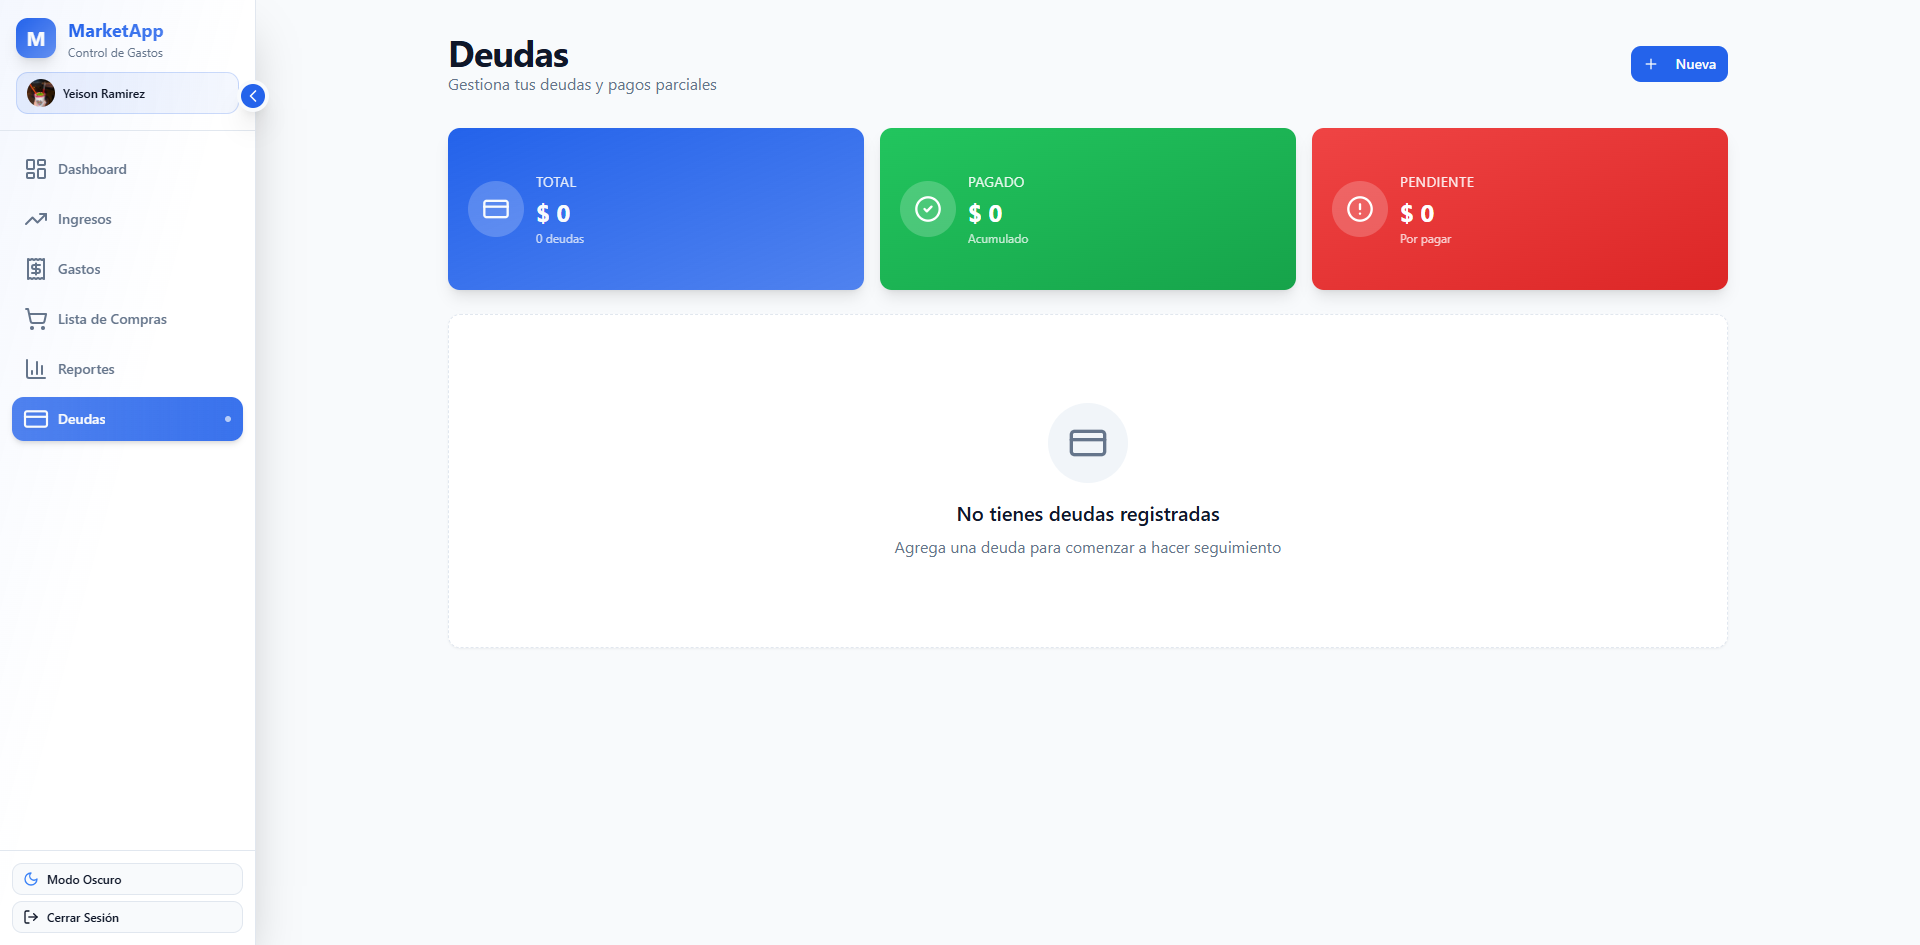 M
MarketApp
Control de Gastos
Yeison Ramirez
Dashboard
Ingresos
Gastos
Lista de Compras
Reportes
Deudas
Modo Oscuro
Cerrar Sesión
Deudas
Gestiona tus deudas y pagos parciales
Nueva
TOTAL
$ 0
0 deudas
PAGADO
$ 0
Acumulado
PENDIENTE
$ 0
Por pagar
No tienes deudas registradas
Agrega una deuda para comenzar a hacer seguimiento